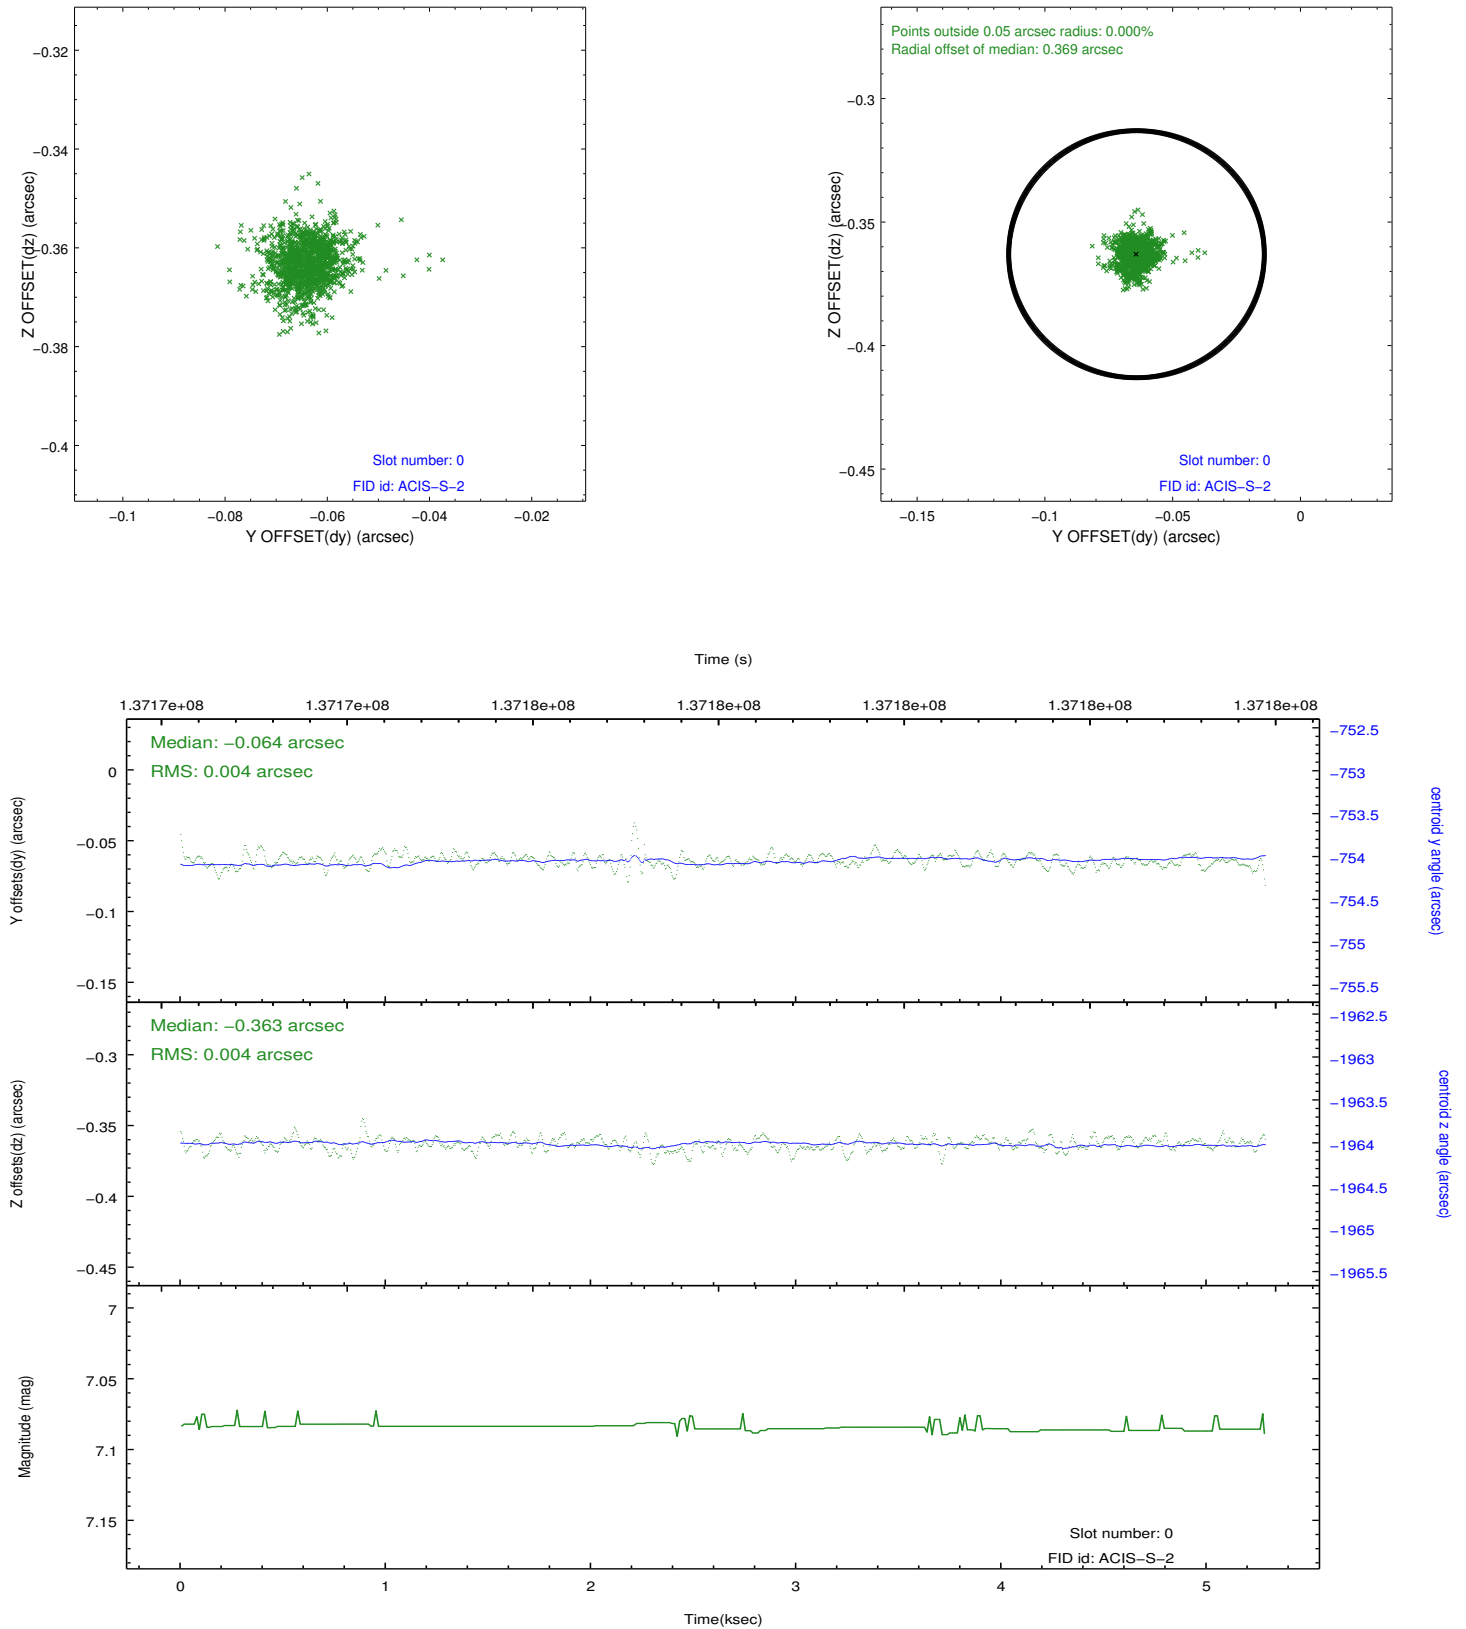 −0.32
−0.34
−0.36
−0.38
−0.4
Z OFFSET(dz) (arcsec)
Slot number: 0
FID id: ACIS−S−2
−0.1
−0.08
−0.06
−0.04
−0.02
Y OFFSET(dy) (arcsec)
Points outside 0.05 arcsec radius: 0.000%
Radial offset of median: 0.369 arcsec
−0.3
−0.35
−0.4
−0.45
Z OFFSET(dz) (arcsec)
Slot number: 0
FID id: ACIS−S−2
−0.15
−0.1
−0.05
0
Y OFFSET(dy) (arcsec)
Time (s)
1.3717e+08
1.3717e+08
1.3718e+08
1.3718e+08
1.3718e+08
1.3718e+08
1.3718e+08
Median: −0.064 arcsec
RMS: 0.004 arcsec
0
−0.05
−0.1
−0.15
Y offsets(dy) (arcsec)
−752.5
−753
−753.5
−754
−754.5
−755
−755.5
centroid y angle (arcsec)
Median: −0.363 arcsec
RMS: 0.004 arcsec
−0.3
−0.35
−0.4
−0.45
Z offsets(dz) (arcsec)
−1962.5
−1963
−1963.5
−1964
−1964.5
−1965
−1965.5
centroid z angle (arcsec)
7
7.05
7.1
7.15
Magnitude (mag)
Slot number: 0
FID id: ACIS−S−2
0
1
2
3
4
5
Time(ksec)